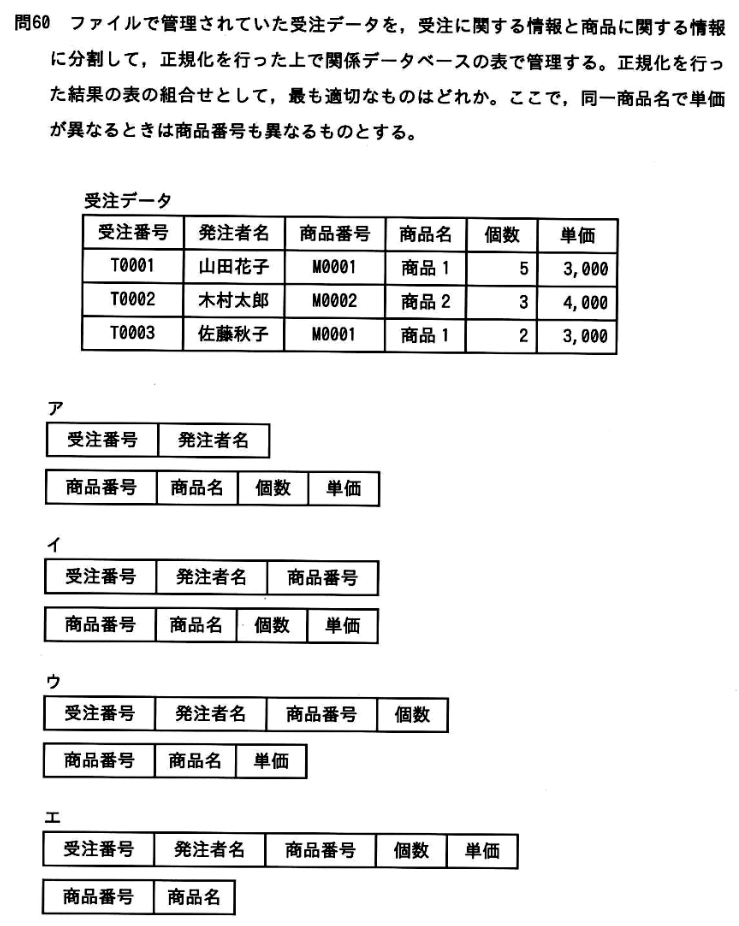 問60 ファイルで管理されていた受注データを，受注に関する情報と商品に関する情報
に分割して，正規化を行った上で関係データベースの表で管理する。正規化を行っ
た結果の表の組合せとして，最も適切なものはどれか。ここで，同一商品名で単価
が異なるときは商品番号も異なるものとする。
受注データ
受注番号 発注者名 商品番号 商品名 個数 単価
T0001 山田花子 M0001 商品1 5 3,000
T0002 木村太郎 M0002 商品2 3 4,000
T0003 佐藤秋子 M0001 商品1 2 3,000
ア
受注番号 発注者名
商品番号 商品名 個数 単価
イ
受注番号 発注者名 商品番号
商品番号 商品名 個数 単価
ウ
受注番号 発注者名 商品番号 個数
商品番号 商品名 単価
エ
受注番号 発注者名 商品番号 個数 単価
商品番号 商品名